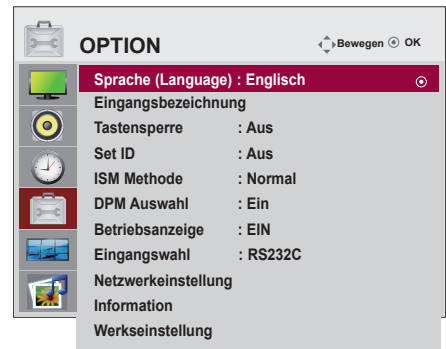 OPTION Bewegen OK
Sprache (Language) : Englisch
Eingangsbezeichnung
Tastensperre : Aus
Set ID : Aus
ISM Methode : Normal
DPM Auswahl : Ein
Betriebsanzeige : EIN
Eingangswahl : RS232C
Netzwerkeinstellung
Information
Werkseinstellung